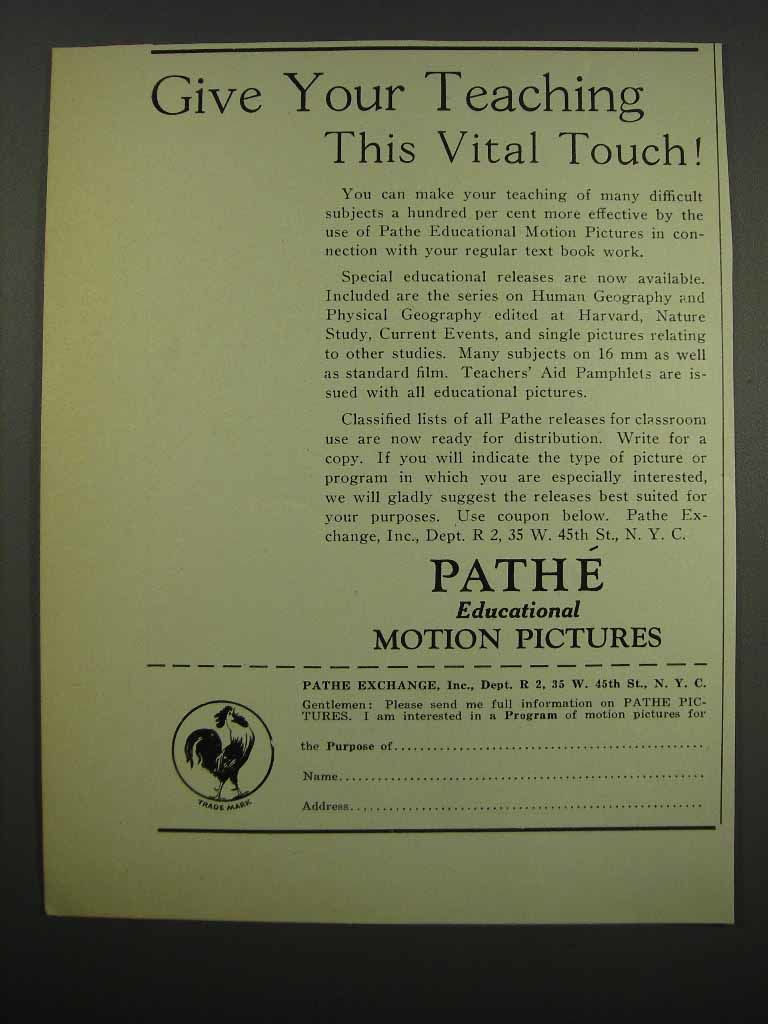 Give Your Teaching
This Vital Touch!
You can make your teaching of many difficult
subjects a hundred per cent more effective by the
use of Pathe Educational Motion Pictures in con-
nection with your regular text book work.
Special educational releases are now available.
Included are the series on Human Geography and
Physical Geography edited at Harvard, Nature
Study, Current Events, and single pictures relating
to other studies. Many subjects on 16 mm as well
as standard film. Teachers' Aid Pamphlets are is-
sued with all educational pictures.
Classified lists of all Pathe releases for classroom
use are now ready for distribution. Write for a
copy. If you will indicate the type of picture or
program in which you are especially interested,
we will gladly suggest the releases best suited for
your purposes. Use coupon below. Pathe Ex-
change, Inc., Dept. R 2, 35 W. 45th St., N. Y. C.
PATHÉ
Educational
MOTION PICTURES
PATHE EXCHANGE, Inc., Dept. R 2, 35 W. 45th St., N. Y. C.
Gentlemen: Please send me full information on PATHE PIC-
TURES. I am interested in a Program of motion pictures for
the Purpose of
Name
Address
TRADE MARK